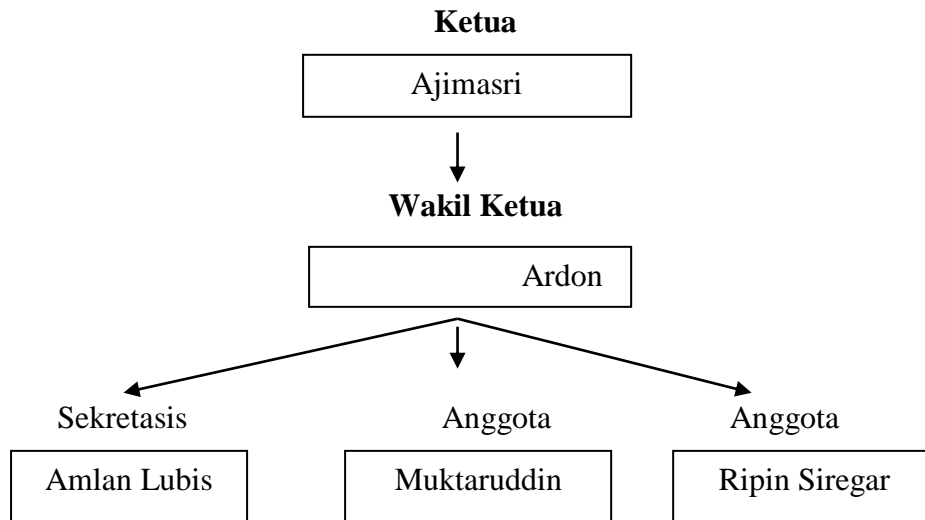 Ketua
Ajimasri
Wakil Ketua
Ardon
Sekretasis Anggota Anggota
Amlan Lubis Muktaruddin Ripin Siregar